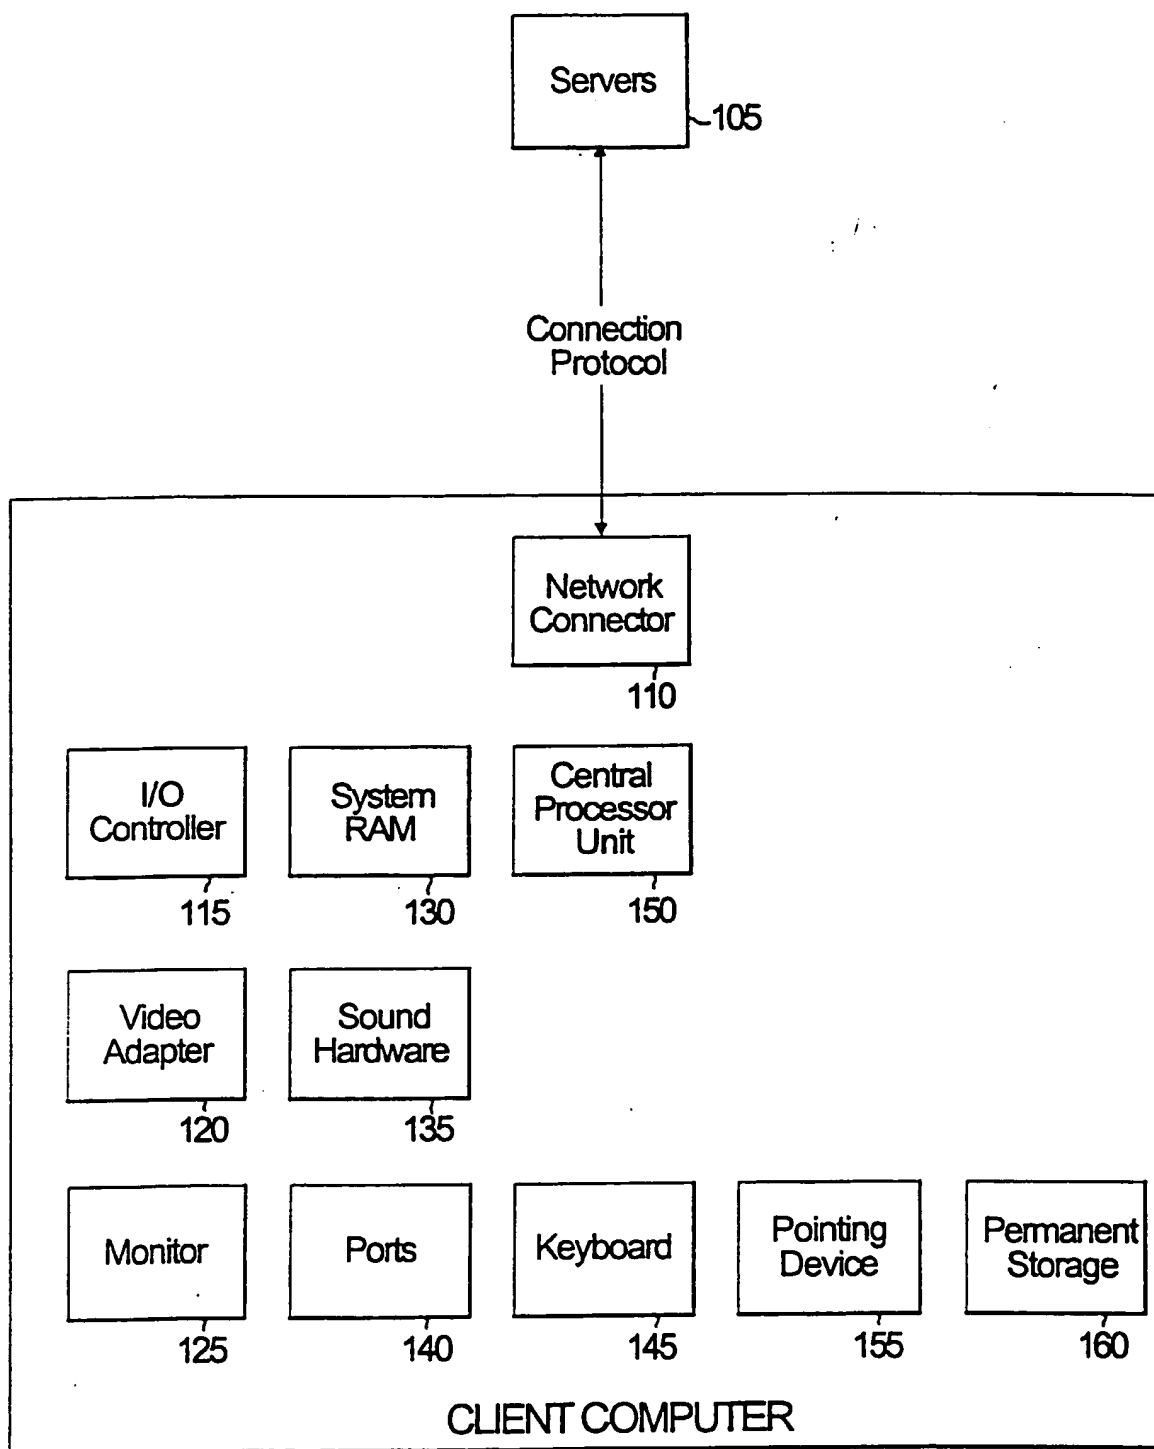 Servers
105
Connection
Protocol
Network
Connector
110
I/O
Controller
115
System
RAM
130
Central
Processor
Unit
150
Video
Adapter
120
Sound
Hardware
135
Monitor
125
Ports
140
Keyboard
145
Pointing
Device
155
Permanent
Storage
160
CLIENT COMPUTER